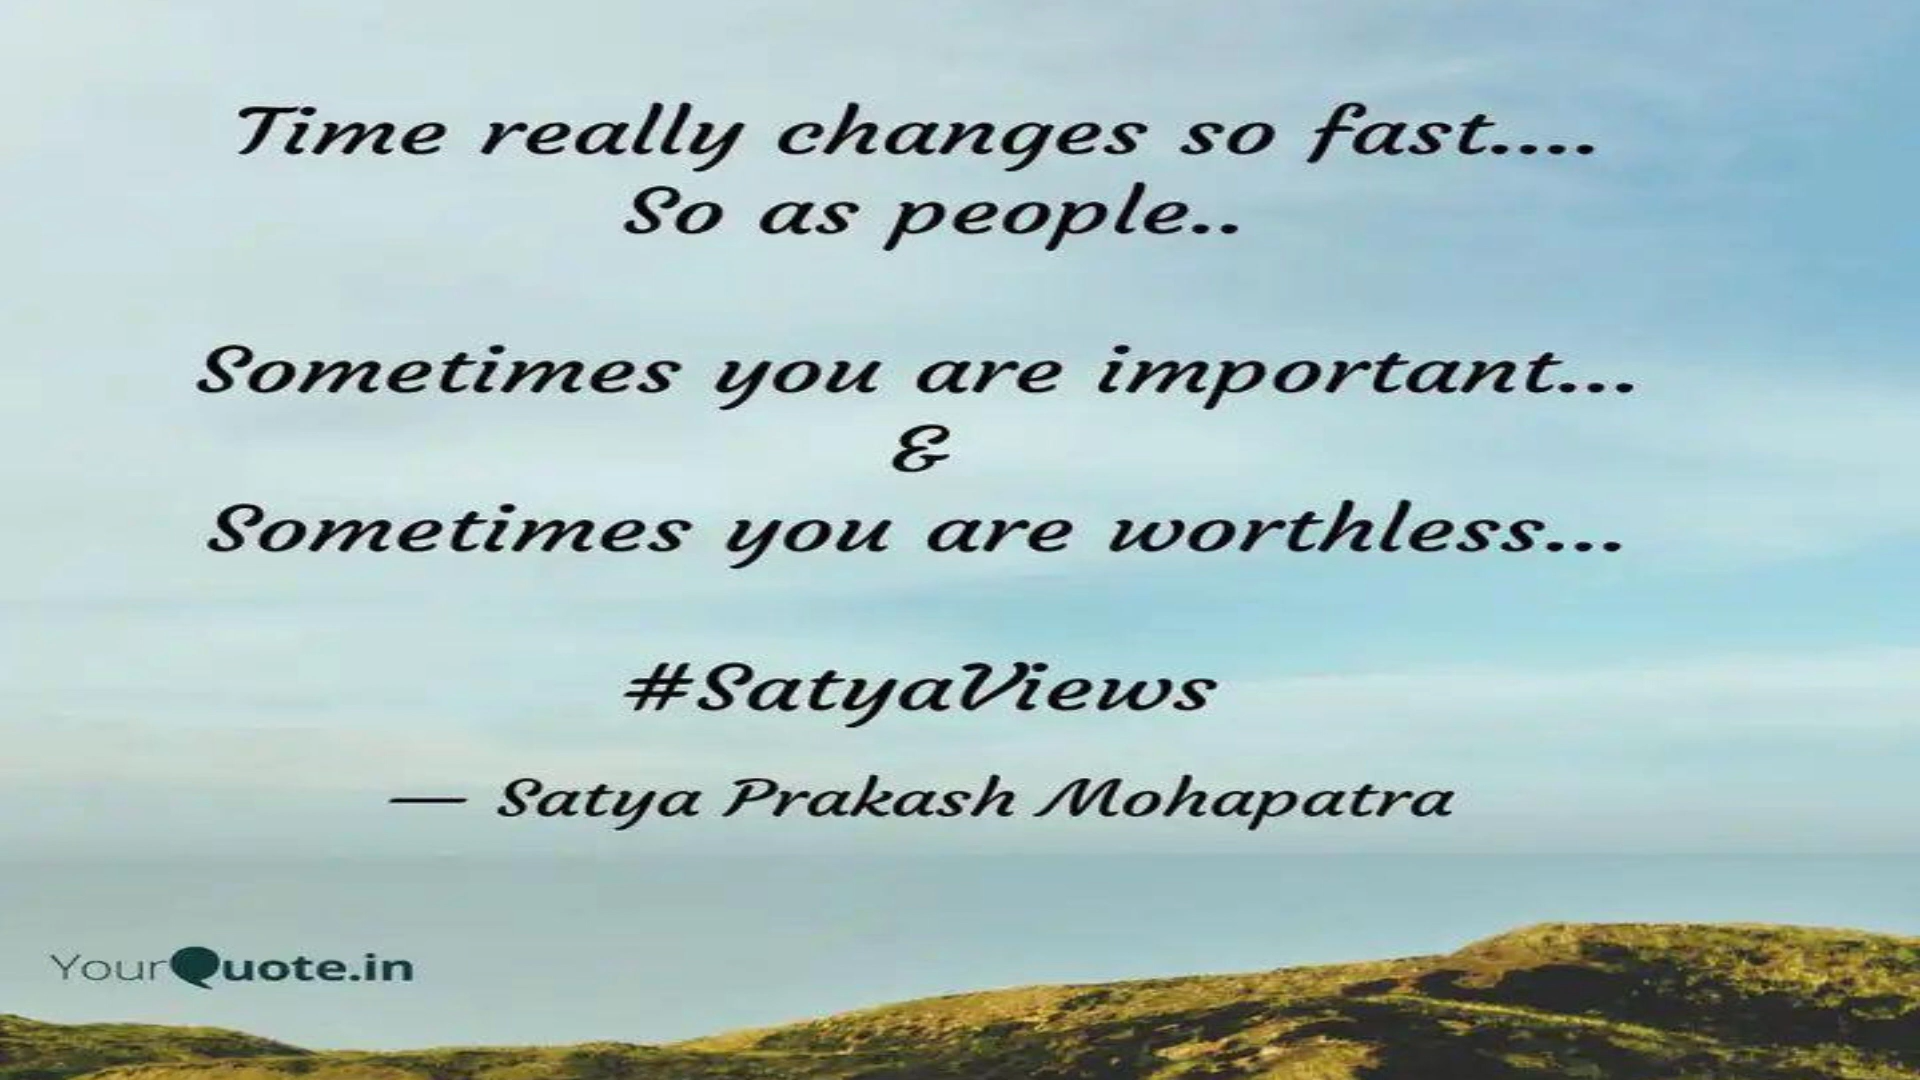 Time really changes so fast....
So as people..
Sometimes you are important...
&
Sometimes you are worthless...
#SatyaViews
— Satya Prakash Mohapatra
YourQuote.in